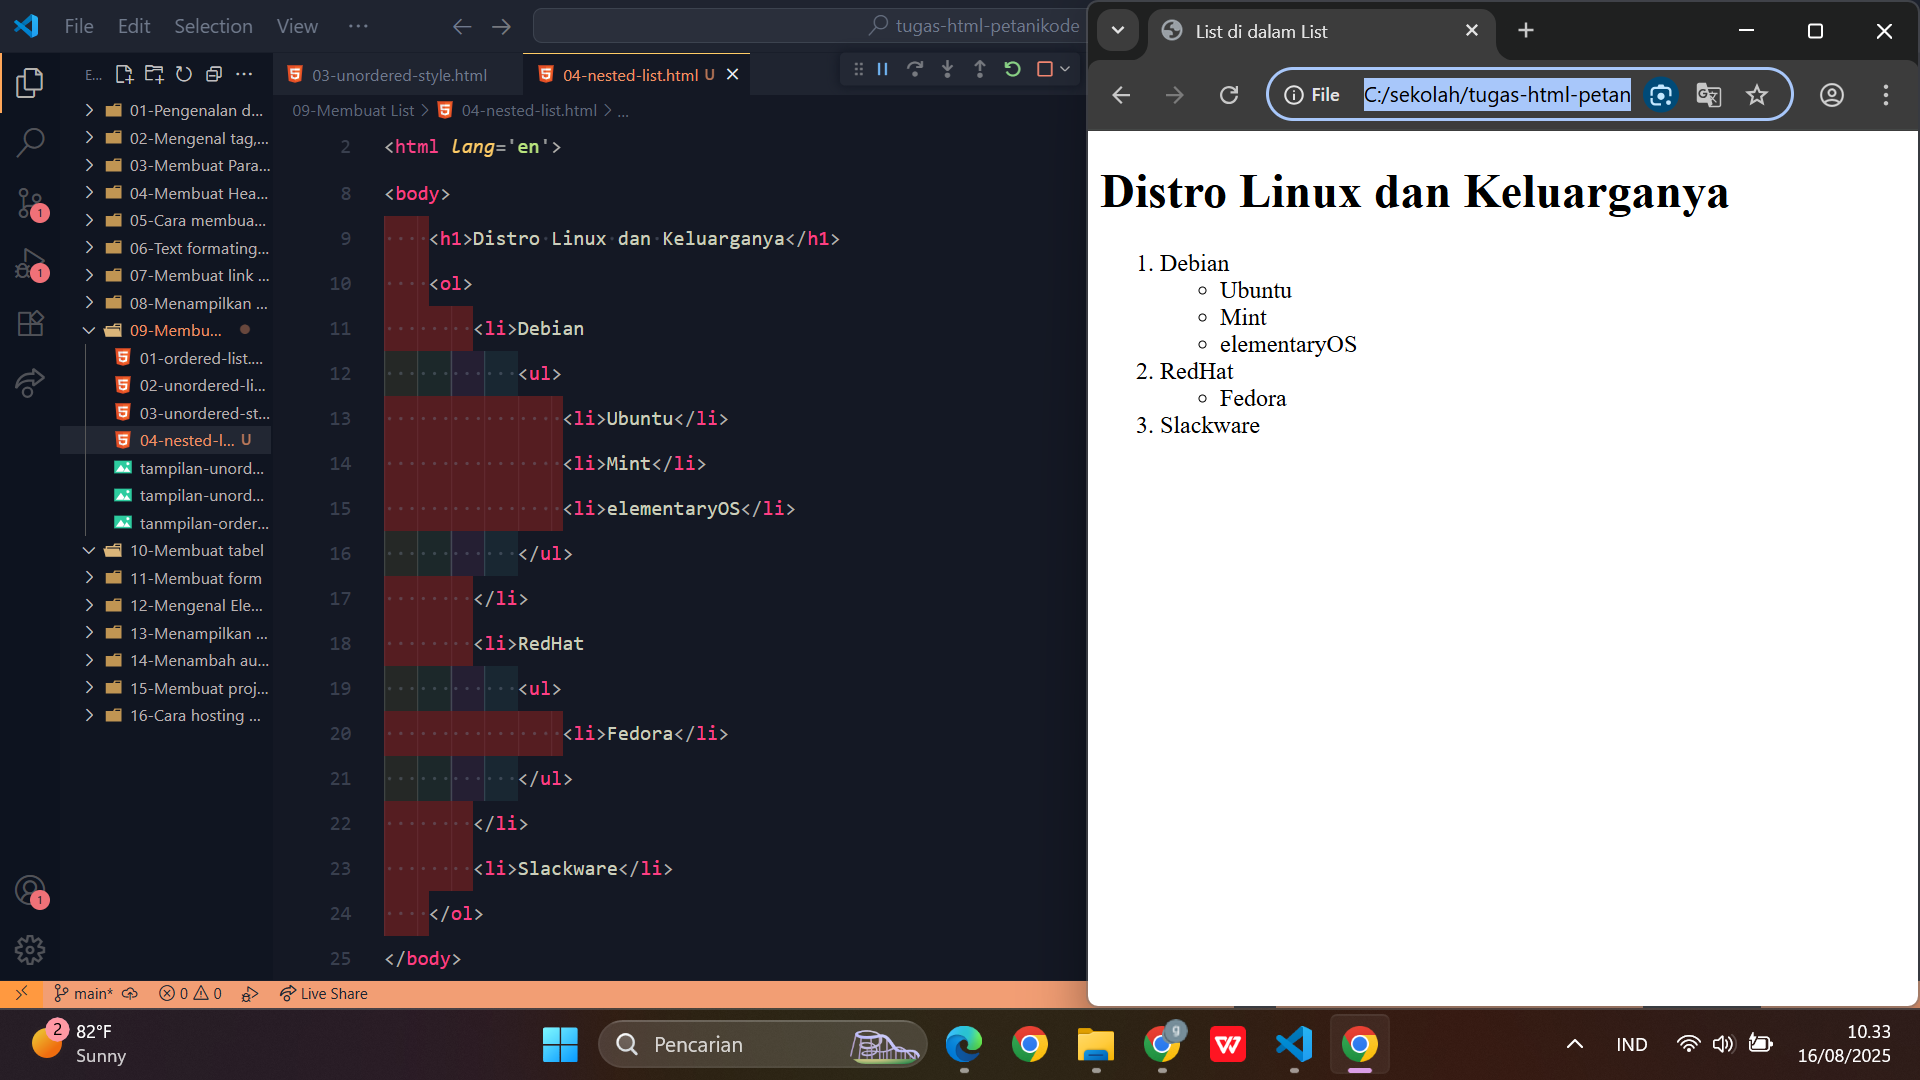 File Edit Selection View ···
tugas-html-petanikode
E... ···
01-Pengenalan d...
02-Mengenal tag,...
03-Membuat Para...
04-Membuat Hea...
05-Cara membua...
06-Text formating...
07-Membuat link ...
08-Menampilkan ...
09-Membu...
01-ordered-list....
02-unordered-li...
03-unordered-st...
04-nested-l... U
tampilan-unord...
tampilan-unord...
tanmpilan-order...
10-Membuat tabel
11-Membuat form
12-Mengenal Ele...
13-Menampilkan ...
14-Menambah au...
15-Membuat proj...
16-Cara hosting ...
1
1
1
03-unordered-style.html
04-nested-list.html U
09-Membuat List > 04-nested-list.html > ...
2 <html lang='en'>
8 <body>
9 <h1>Distro Linux dan Keluarganya</h1>
10 <ol>
11 <li>Debian
12 <ul>
13 <li>Ubuntu</li>
14 <li>Mint</li>
15 <li>elementaryOS</li>
16 </ul>
17 </li>
18 <li>RedHat
19 <ul>
20 <li>Fedora</li>
21 </ul>
22 </li>
23 <li>Slackware</li>
24 </ol>
25 </body>
main* 0 0 Live Share
List di dalam List
File C:/sekolah/tugas-html-petan
Distro Linux dan Keluarganya
1. Debian
Ubuntu
Mint
elementaryOS
2. RedHat
Fedora
3. Slackware
2
82°F
Sunny
Pencarian
g
IND
10.33
16/08/2025